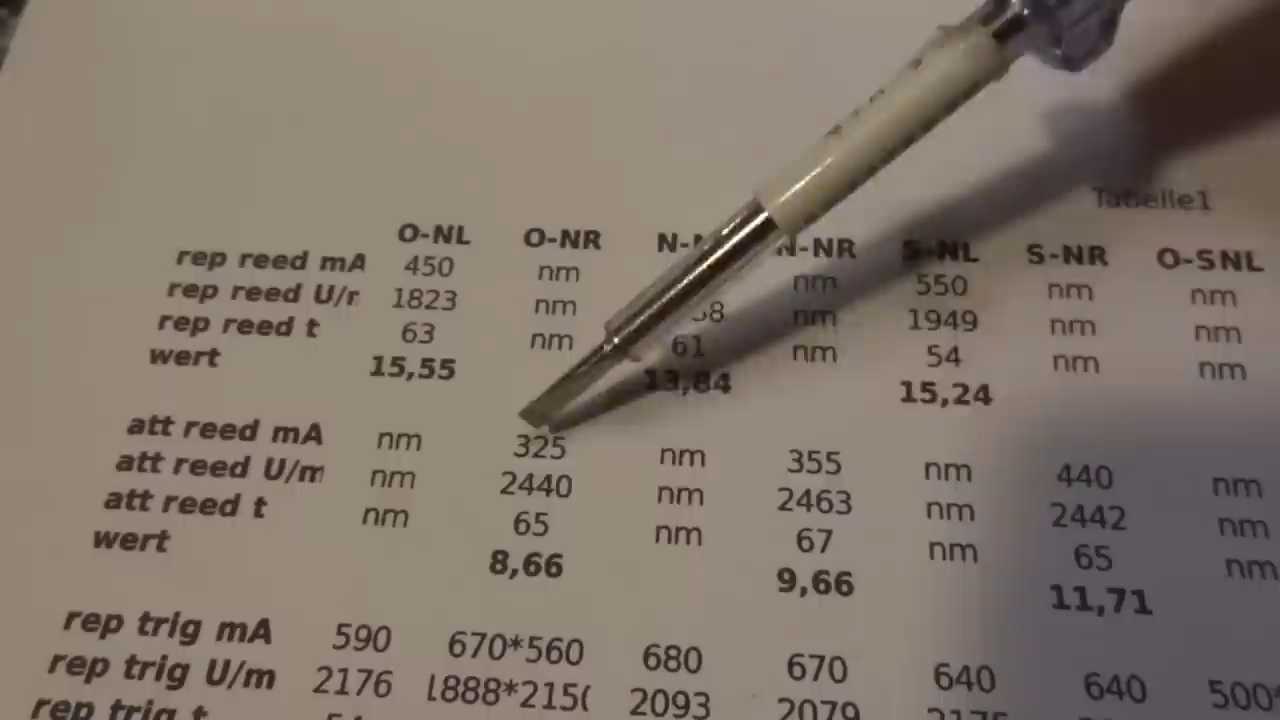 Tabelle1
O-NL O-NR N-NR S-NL S-NR O-SNL
rep reed mA 450 nm nm 550 nm nm
rep reed U/m 1823 nm nm 1949 nm nm
rep reed t 63 nm 61 nm 54 nm nm
wert 15,55 13,84 15,24
att reed mA nm 325 nm 355 nm 440 nm
att reed U/m nm 2440 nm 2463 nm 2442 nm
att reed t nm 65 nm 67 nm 65 nm
wert 8,66 9,66 11,71
rep trig mA 590 670*560 680 670 640 640
rep trig U/m 2176 2093 2079
rep trig t